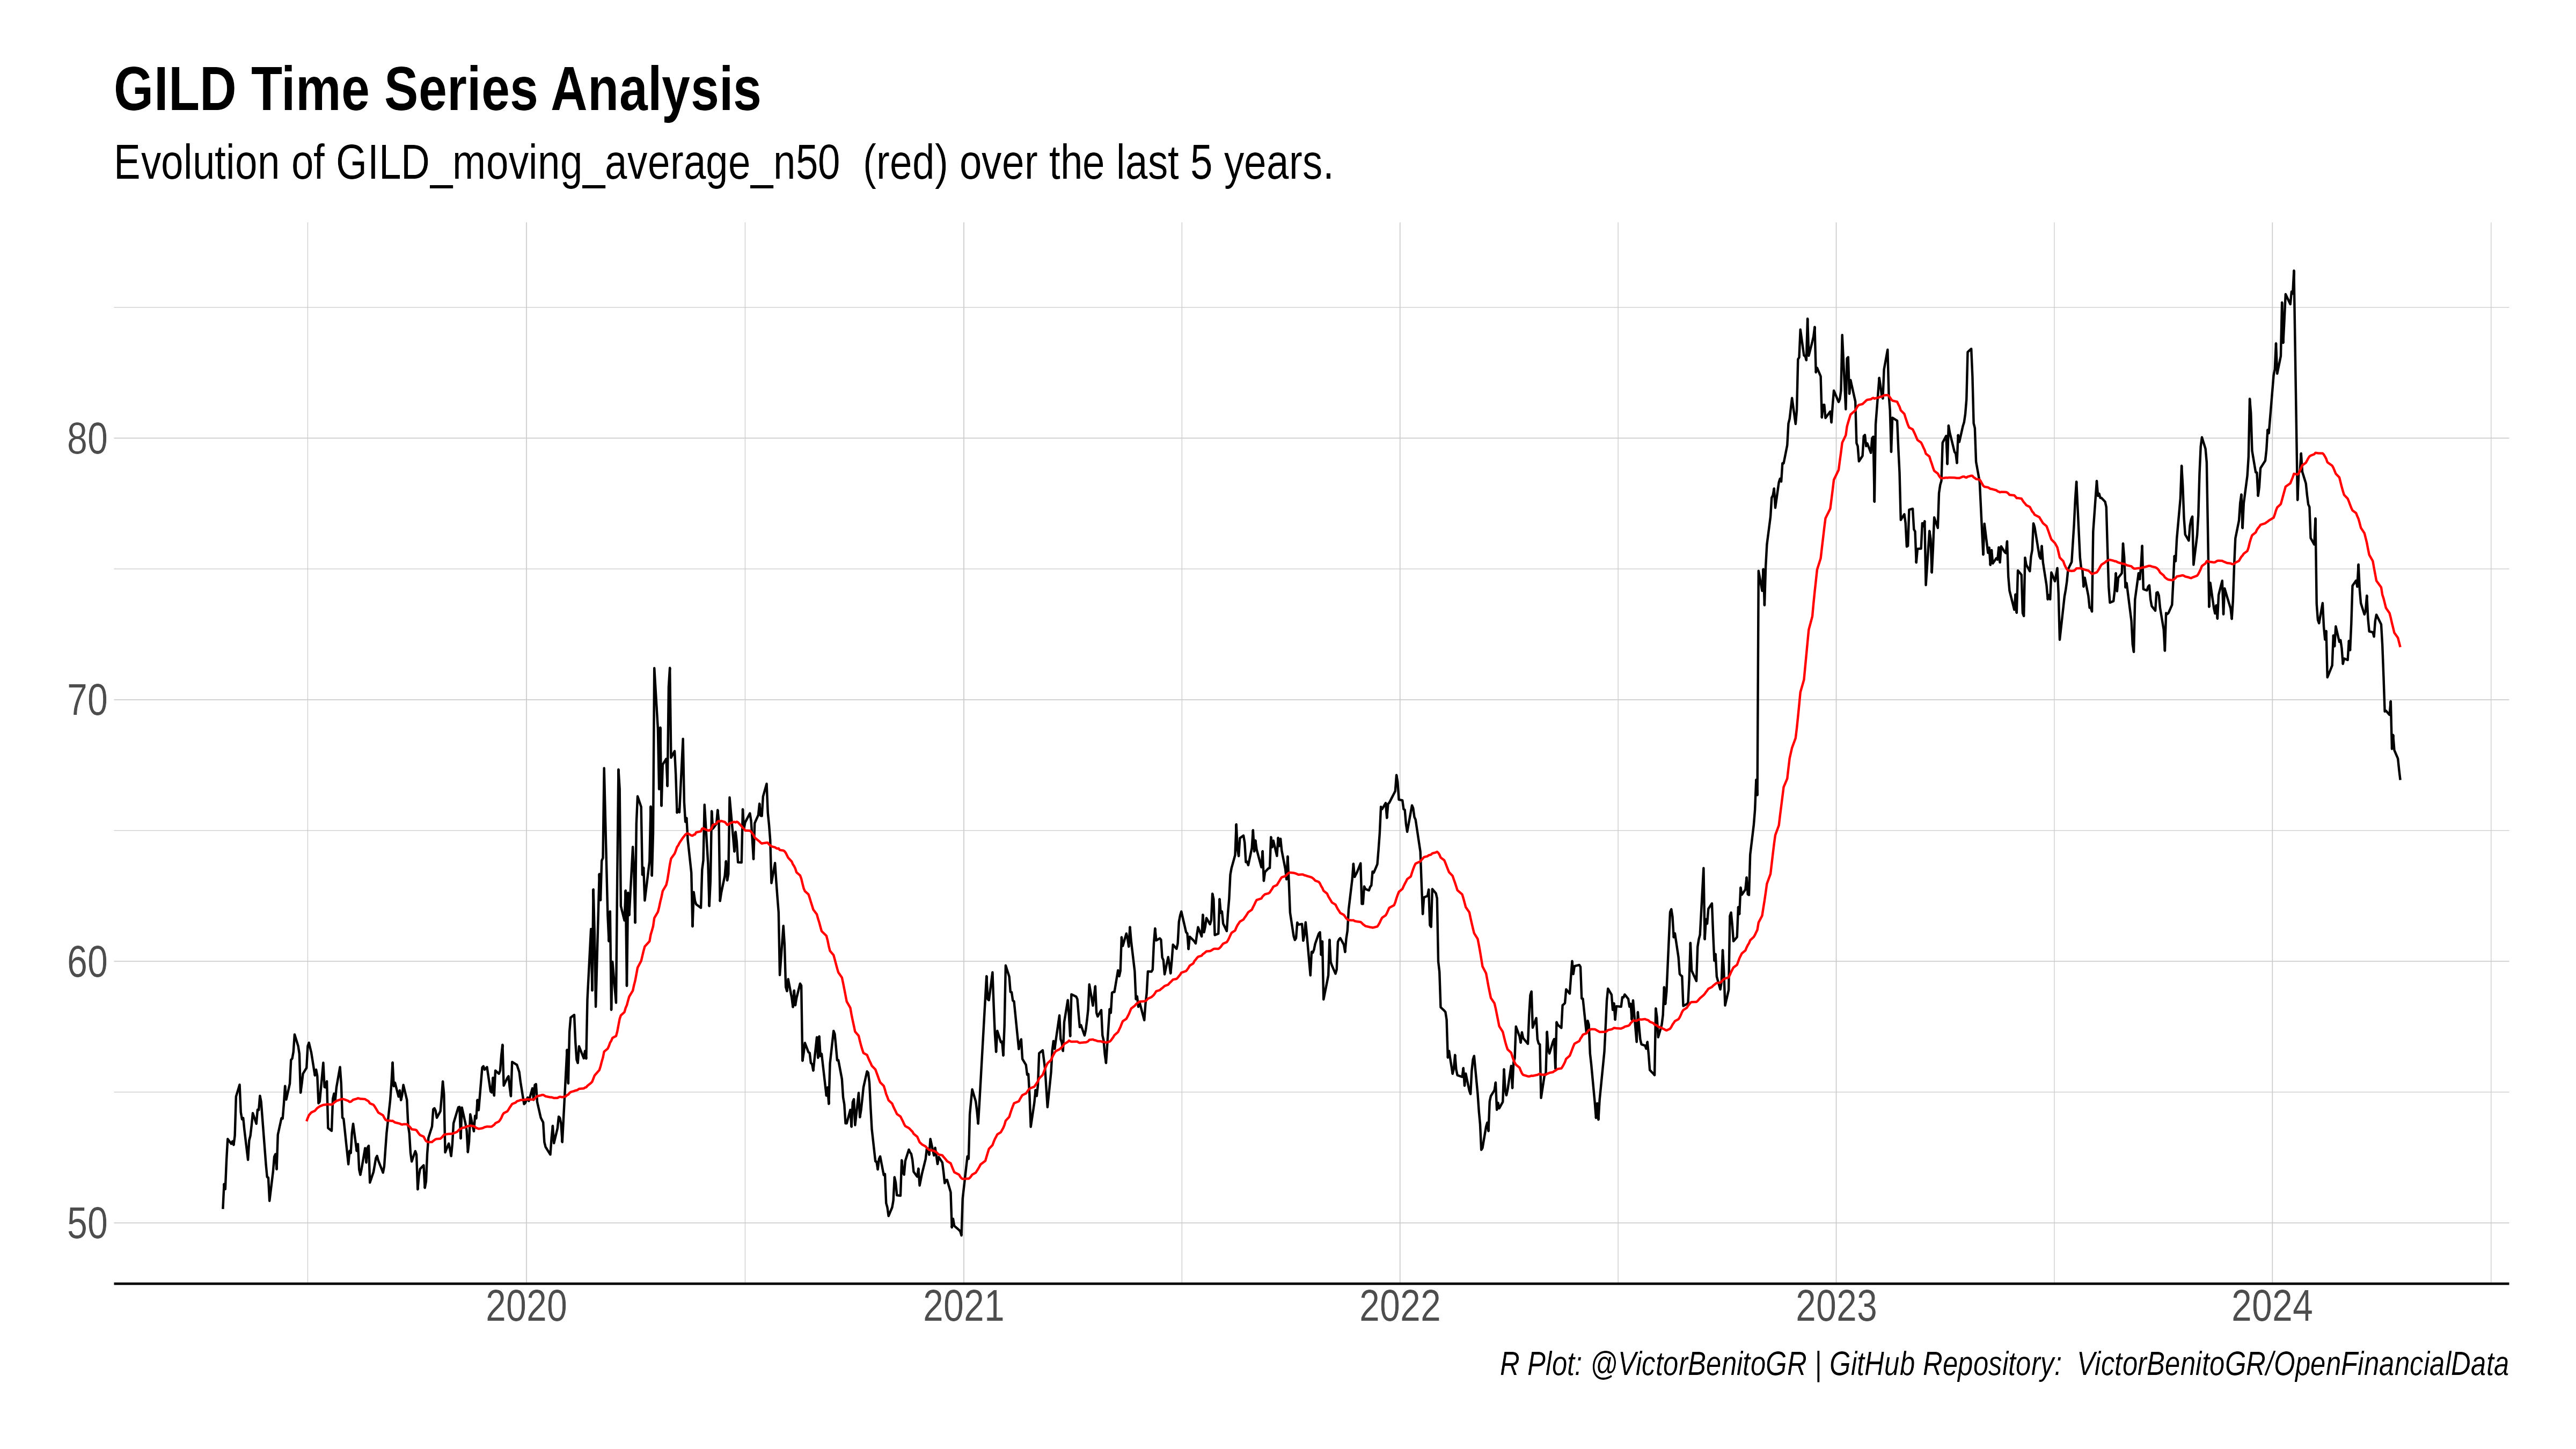 GILD Time Series Analysis
Evolution of GILD_moving_average_n50  (red) over the last 5 years.
80
70
60
50
2020 2021 2022 2023 2024
R Plot: @VictorBenitoGR | GitHub Repository:  VictorBenitoGR/OpenFinancialData